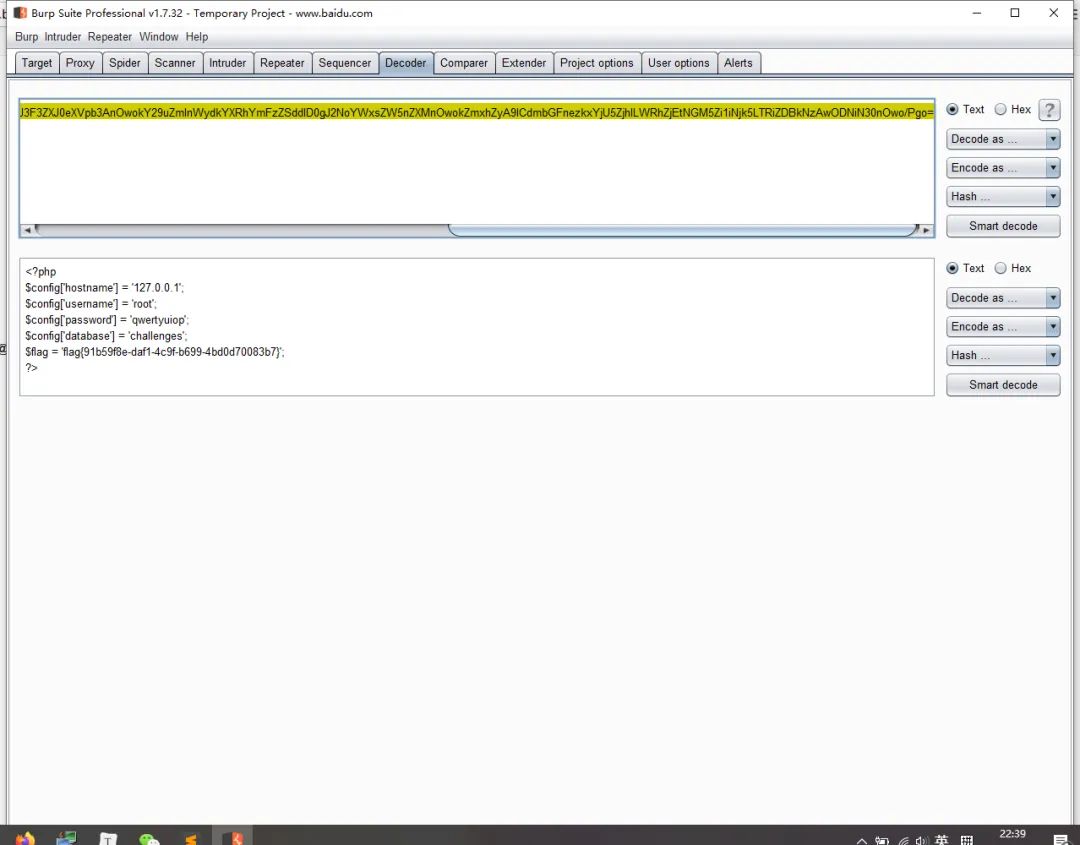 Burp Suite Professional v1.7.32 - Temporary Project - www.baidu.com
Burp Intruder Repeater Window Help
Target Proxy Spider Scanner Intruder Repeater Sequencer Decoder Comparer Extender Project options User options Alerts
J3F3ZXJ0eXVpb3AnOwokY29uZmlnWydkYXRhYmFzZSddID0gJ2NoYWxsZW5nZXMnOwokZmxhZyA9ICdmbGFnezkxYjU5ZjhlLWRhZjEtNGM5Zi1iNjk5LTRiZDBkNzAwODNiN30nOwo/Pgo=
Text Hex ?
Decode as ...
Encode as ...
Hash ...
Smart decode
<?php
$config['hostname'] = '127.0.0.1';
$config['username'] = 'root';
$config['password'] = 'qwertyuiop';
$config['database'] = 'challenges';
$flag = 'flag{91b59f8e-daf1-4c9f-b699-4bd0d70083b7}';
?>
Text Hex
Decode as ...
Encode as ...
Hash ...
Smart decode
T
英
22:39